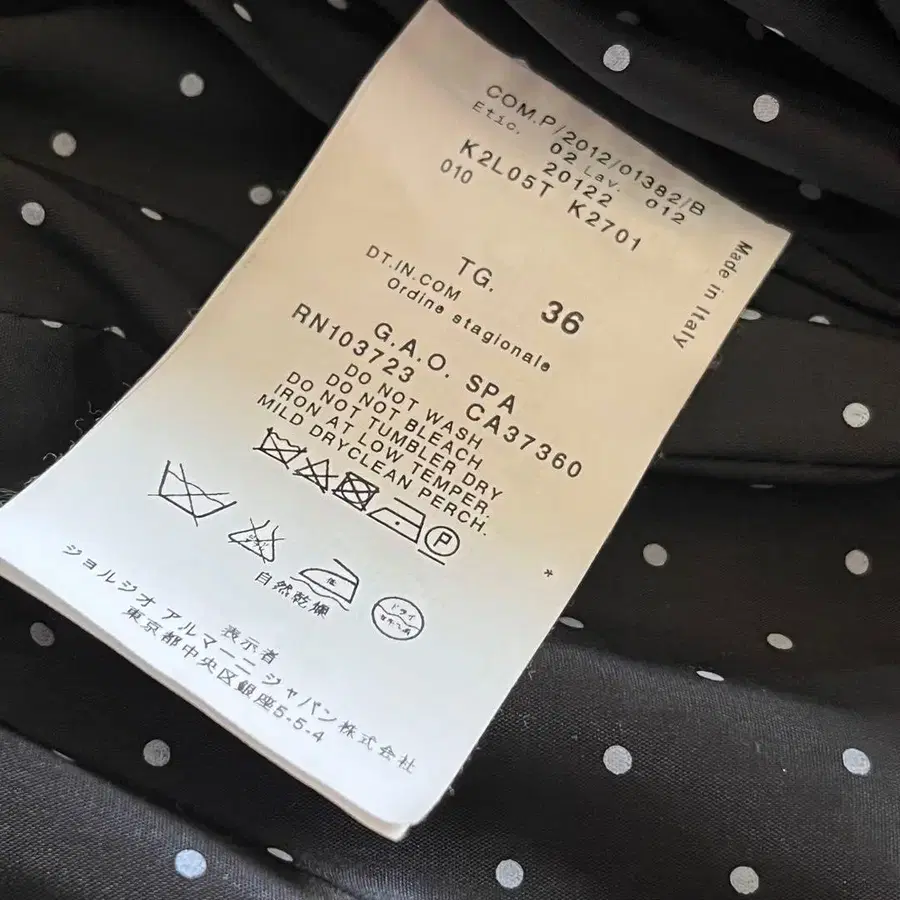 COM.P/2012/01382/B
Etic. 02 Lav. 012
20122
K2L05T K2701
010
Made in Italy
TG. 36
DT.IN.COM
Ordine stagionale
G.A.O. SPA
RN103723 CA37360
DO NOT WASH
DO NOT BLEACH
DO NOT TUMBLER DRY
IRON AT LOW TEMPER.
MILD DRYCLEAN PERCH.
P
*
低
自然乾燥
ドライ
表示者
ジョルジオ アルマーニ ジャパン株式会社
東京都中央区銀座5-5-4